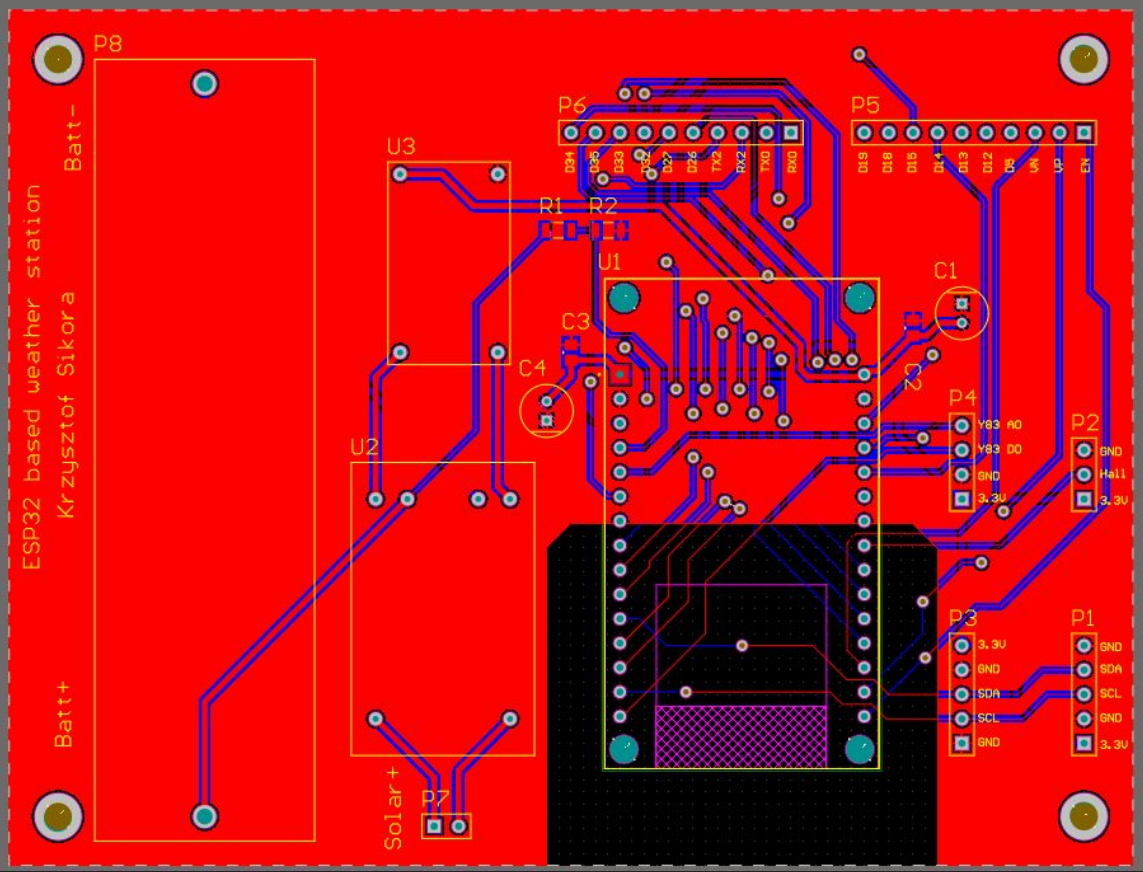 P8
Batt-
ESP32 based weather station
Krzysztof Sikora
Batt+
U3
R1
R2
P6
D34
D35
D33
D32
D27
D26
TX2
RX2
TX0
RX0
P5
D19
D18
D15
D14
D13
D12
D5
VN
VP
EN
U1
C1
C2
C3
C4
U2
P4
Y83 AO
Y83 DO
GND
3.3V
P2
GND
Hall
3.3V
P3
3.3V
GND
SDA
SCL
GND
P1
GND
SDA
SCL
GND
3.3V
Solar+
P7